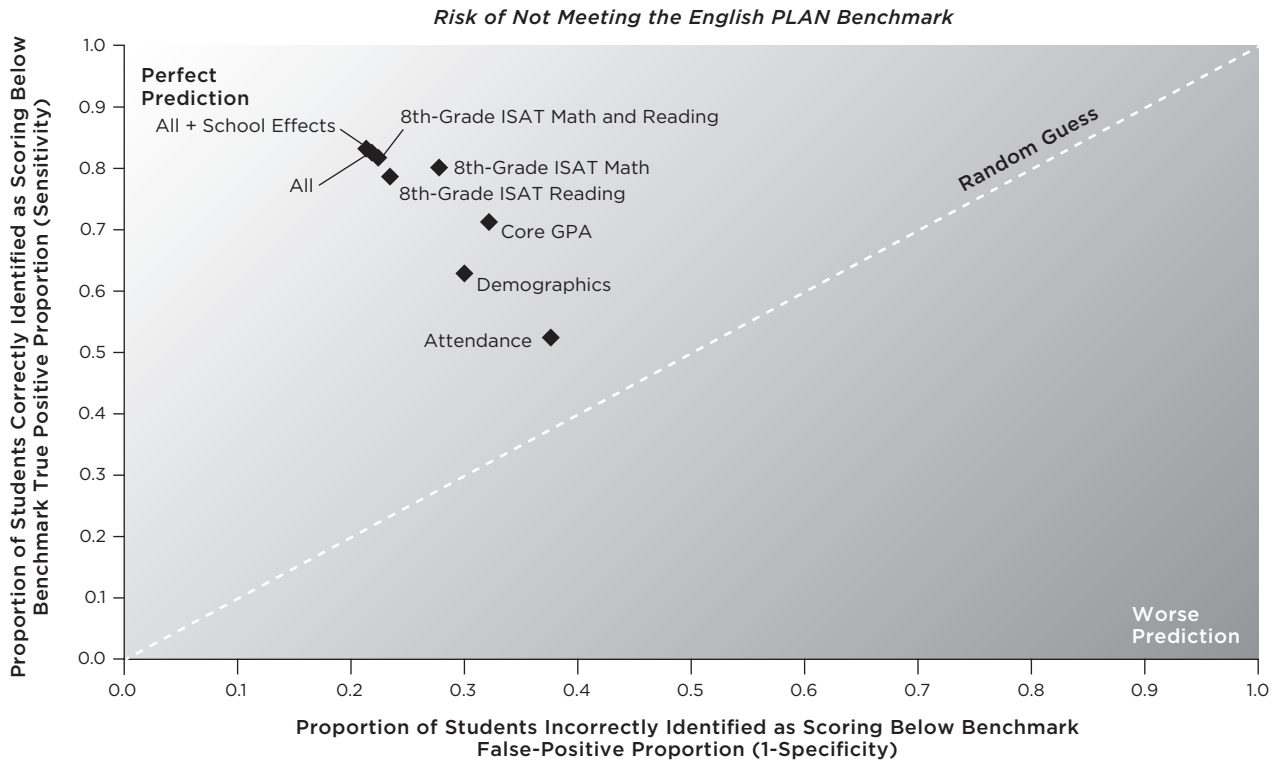 Risk of Not Meeting the English PLAN Benchmark
Proportion of Students Correctly Identified as Scoring Below
Benchmark True Positive Proportion (Sensitivity)
1.0
0.9
0.8
0.7
0.6
0.5
0.4
0.3
0.2
0.1
0.0
Perfect
Prediction
All + School Effects
8th-Grade ISAT Math and Reading
All
8th-Grade ISAT Math
8th-Grade ISAT Reading
Core GPA
Demographics
Attendance
Random Guess
Worse
Prediction
0.0 0.1 0.2 0.3 0.4 0.5 0.6 0.7 0.8 0.9 1.0
Proportion of Students Incorrectly Identified as Scoring Below Benchmark
False-Positive Proportion (1-Specificity)